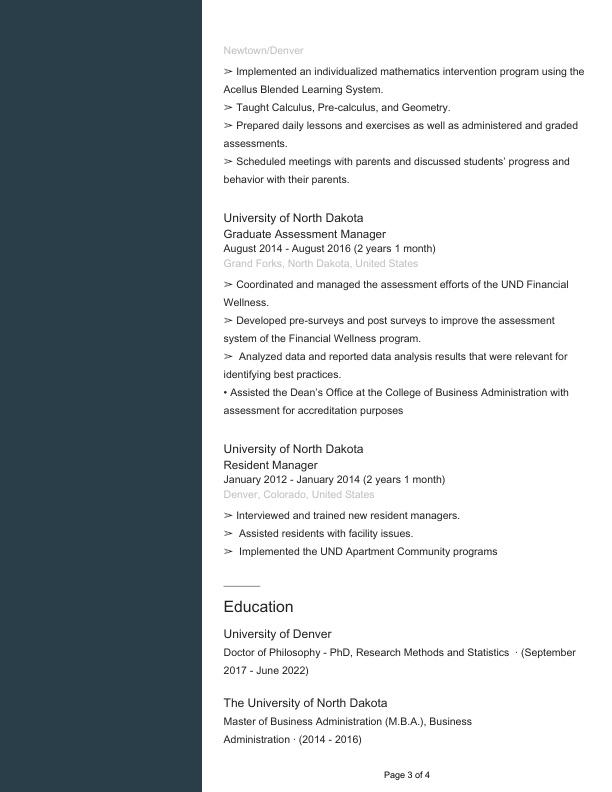 Newtown/Denver
➢ Implemented an individualized mathematics intervention program using the
Acellus Blended Learning System.
➢ Taught Calculus, Pre-calculus, and Geometry.
➢ Prepared daily lessons and exercises as well as administered and graded
assessments.
➢ Scheduled meetings with parents and discussed students’ progress and
behavior with their parents.
University of North Dakota
Graduate Assessment Manager
August 2014 - August 2016 (2 years 1 month)
Grand Forks, North Dakota, United States
➢ Coordinated and managed the assessment efforts of the UND Financial
Wellness.
➢ Developed pre-surveys and post surveys to improve the assessment
system of the Financial Wellness program.
➢ Analyzed data and reported data analysis results that were relevant for
identifying best practices.
• Assisted the Dean’s Office at the College of Business Administration with
assessment for accreditation purposes
University of North Dakota
Resident Manager
January 2012 - January 2014 (2 years 1 month)
Denver, Colorado, United States
➢ Interviewed and trained new resident managers.
➢ Assisted residents with facility issues.
➢ Implemented the UND Apartment Community programs
Education
University of Denver
Doctor of Philosophy - PhD, Research Methods and Statistics · (September
2017 - June 2022)
The University of North Dakota
Master of Business Administration (M.B.A.), Business
Administration · (2014 - 2016)
Page 3 of 4